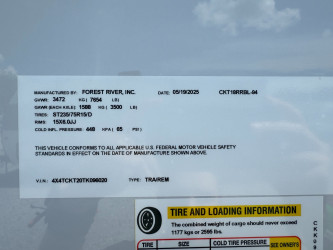 MANUFACTURED BY: FOREST RIVER, INC. DATE: 05/19/2025 CKT18RRBL-94
GVWR: 3472 KG ( 7654 LB)
GAWR (EACH AXLE) 1588 KG ( 3500 LB)
TIRES: ST235/75R15/D
RIMS: 15X6.0JJ
COLD INFL. PRESSURE: 448 KPA ( 65 PSI)
THIS VEHICLE CONFORMS TO ALL APPLICABLE U.S. FEDERAL MOTOR VEHICLE SAFETY
STANDARDS IN EFFECT ON THE DATE OF MANUFACTURE SHOWN ABOVE.
V.I.N.: 4X4TCKT20TK096020 TYPE: TRA/REM
TIRE AND LOADING INFORMATION
The combined weight of cargo should never exceed
1177 kg or 2595 lbs.
TIRE SIZE COLD TIRE PRESSURE SEE OWNER'S